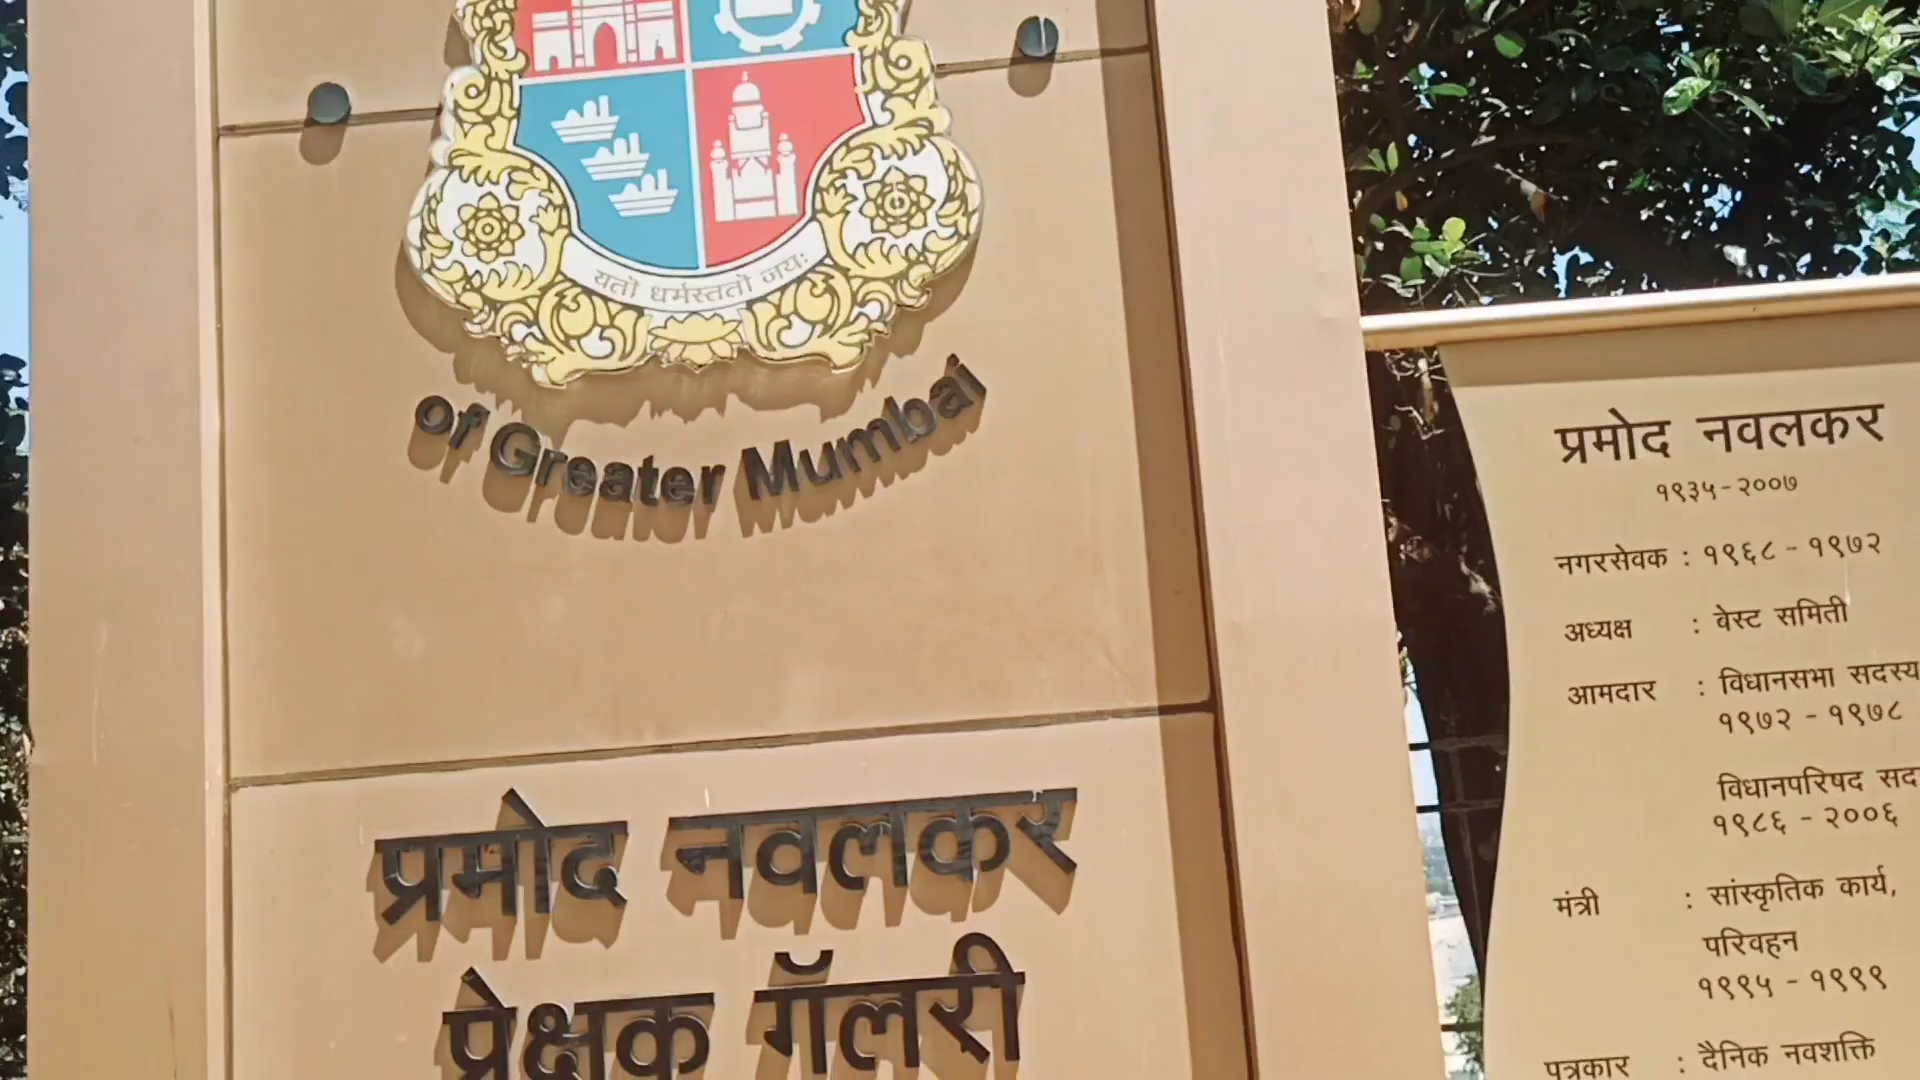 यतो धर्मस्ततो जयः
of Greater Mumbai
प्रमोद नवलकर
प्रेक्षक गॅलरी
प्रमोद नवलकर
१९३५-२००७
नगरसेवक : १९६८ - १९७२
अध्यक्ष : बेस्ट समिती
आमदार : विधानसभा सदस्य
१९७२ - १९७८
विधानपरिषद सद
१९८६ - २००६
मंत्री : सांस्कृतिक कार्य,
परिवहन
१९९५ - १९९९
पत्रकार : दैनिक नवशक्ति